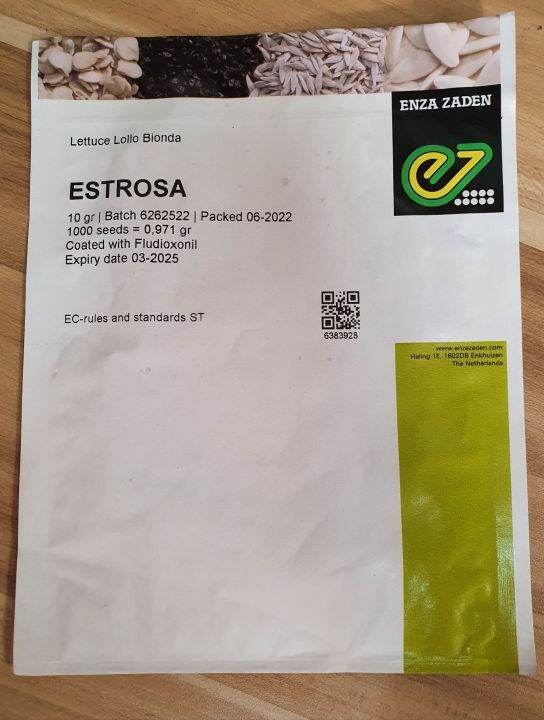 ENZA ZADEN
Lettuce Lollo Bionda
ESTROSA
10 gr | Batch 6262522 | Packed 06-2022
1000 seeds = 0,971 gr
Coated with Fludioxonil
Expiry date 03-2025
EC-rules and standards ST
6383928
www.enzazaden.com
Haling 1E, 1602DB Enkhuizen
The Netherlands